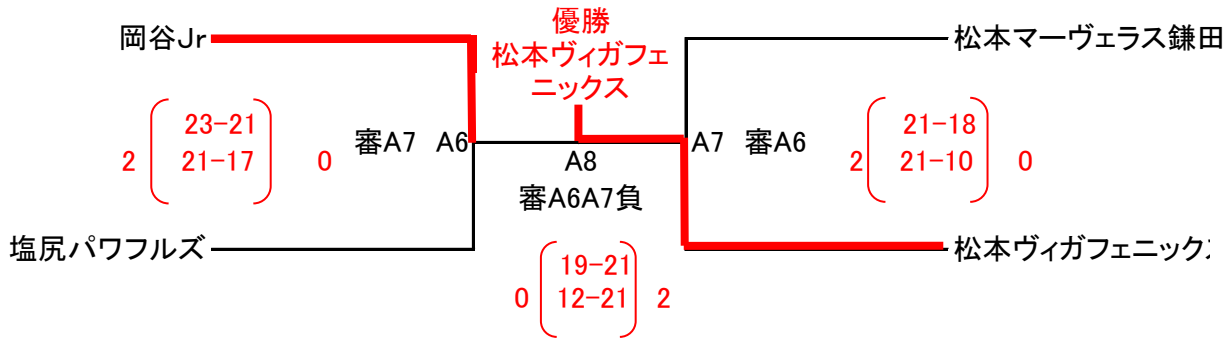 優勝
松本ヴィガフェ
ニックス
岡谷Jr
松本マーヴェラス鎌田
23-21
21-17
2
0
審A7 A6
A8
審A6A7負
A7 審A6
21-18
21-10
2
0
塩尻パワフルズ
松本ヴィガフェニック
19-21
12-21
0
2